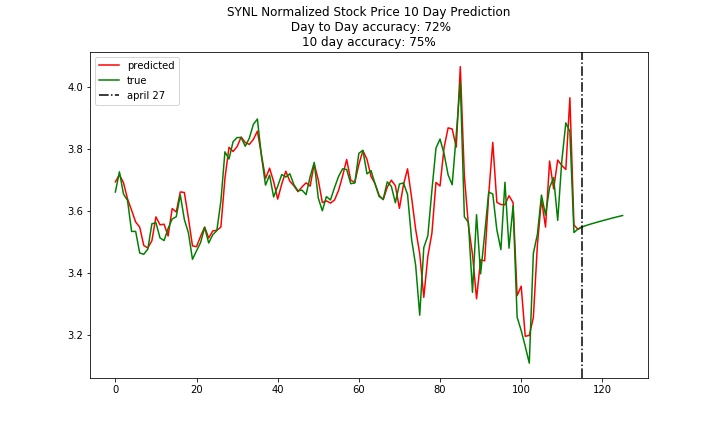 SYNL Normalized Stock Price 10 Day Prediction
Day to Day accuracy: 72%
10 day accuracy: 75%
predicted
true
april 27
4.0
3.8
3.6
3.4
3.2
0 20 40 60 80 100 120